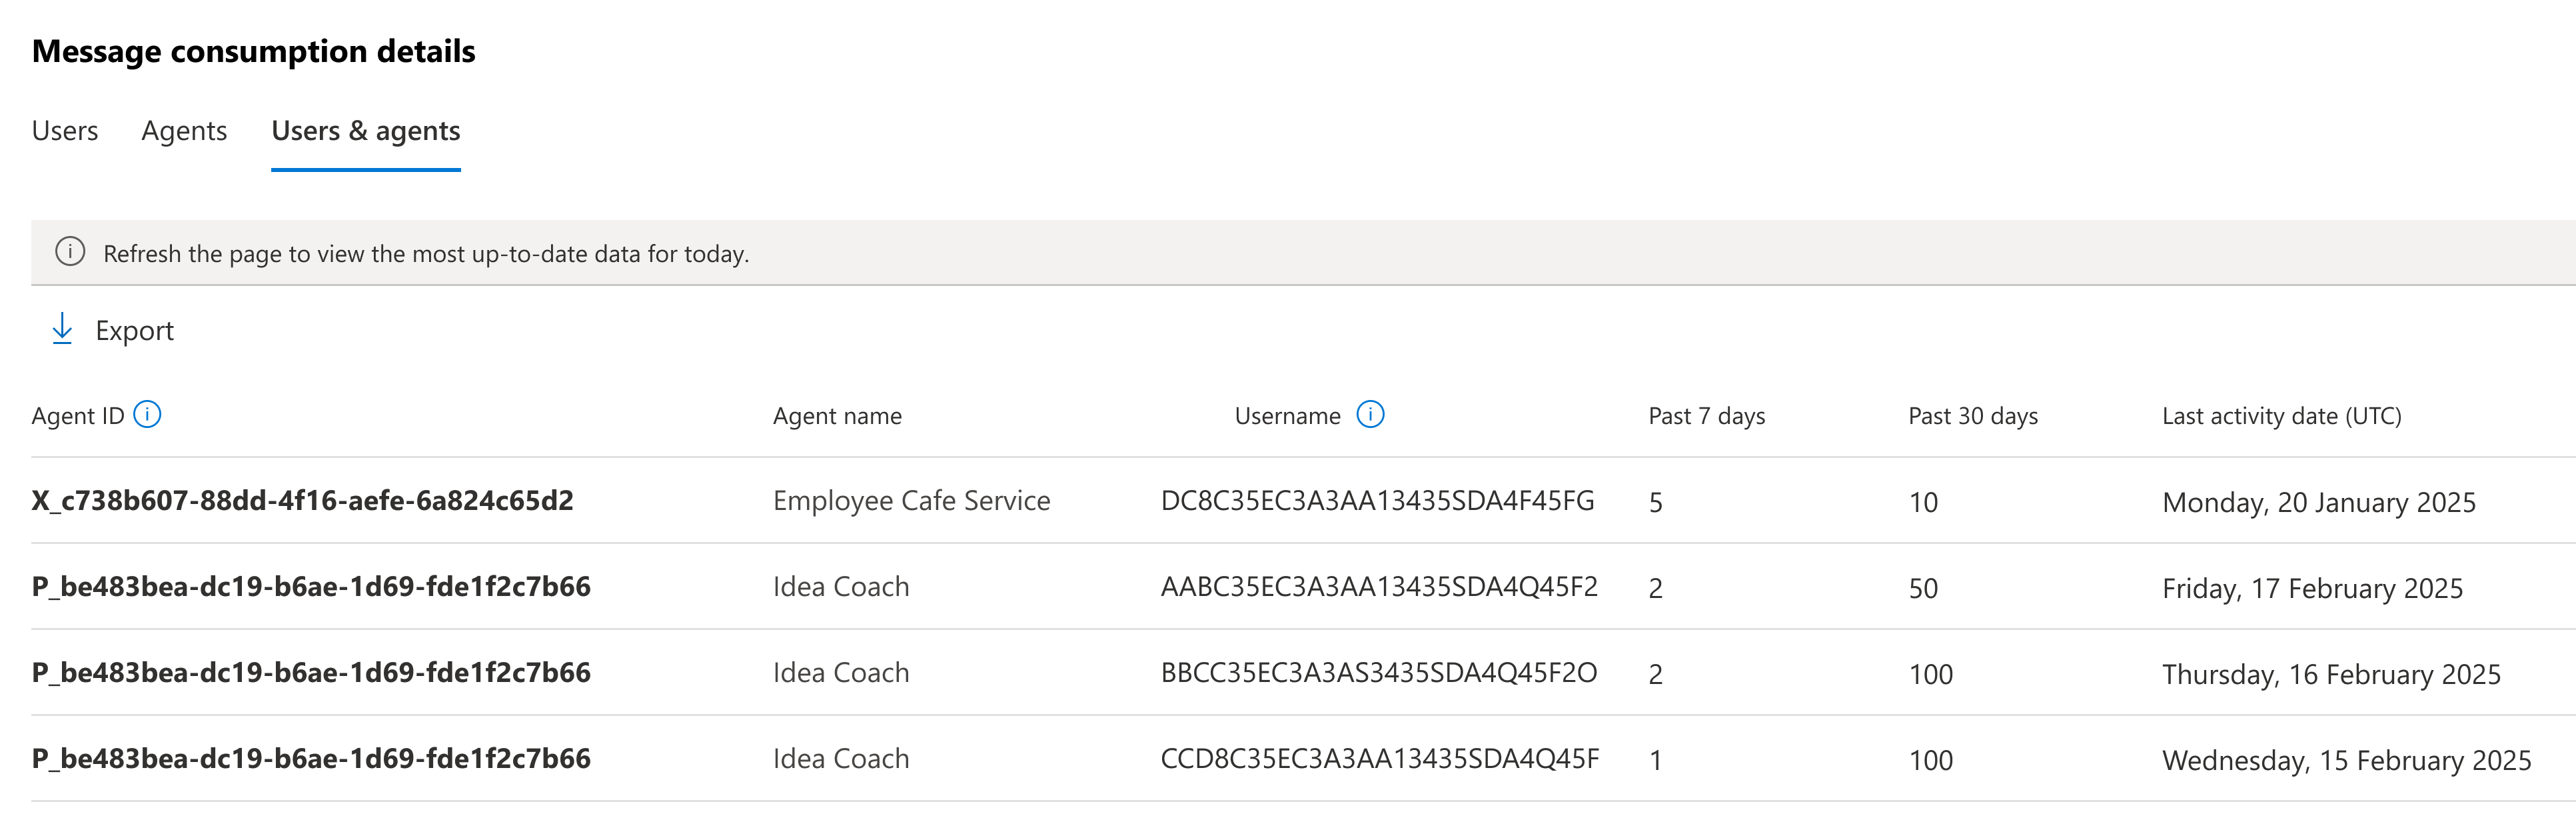 Message consumption details
Users Agents Users & agents
Refresh the page to view the most up-to-date data for today.
Export
Agent ID Agent name Username Past 7 days Past 30 days Last activity date (UTC)
X_c738b607-88dd-4f16-aefe-6a824c65d2 Employee Cafe Service DC8C35EC3A3AA13435SDA4F45FG 5 10 Monday, 20 January 2025
P_be483bea-dc19-b6ae-1d69-fde1f2c7b66 Idea Coach AABC35EC3A3AA13435SDA4Q45F2 2 50 Friday, 17 February 2025
P_be483bea-dc19-b6ae-1d69-fde1f2c7b66 Idea Coach BBCC35EC3A3AS3435SDA4Q45F2O 2 100 Thursday, 16 February 2025
P_be483bea-dc19-b6ae-1d69-fde1f2c7b66 Idea Coach CCD8C35EC3A3AA13435SDA4Q45F 1 100 Wednesday, 15 February 2025